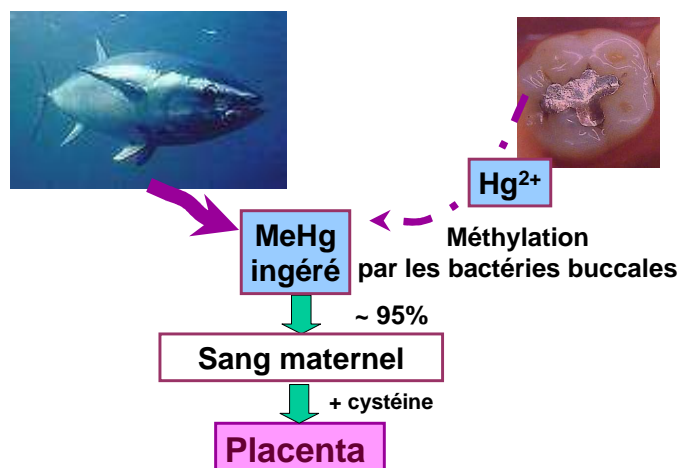 Hg²⁺
MeHg
ingéré
Méthylation
par les bactéries buccales
~ 95%
Sang maternel
+ cystéine
Placenta